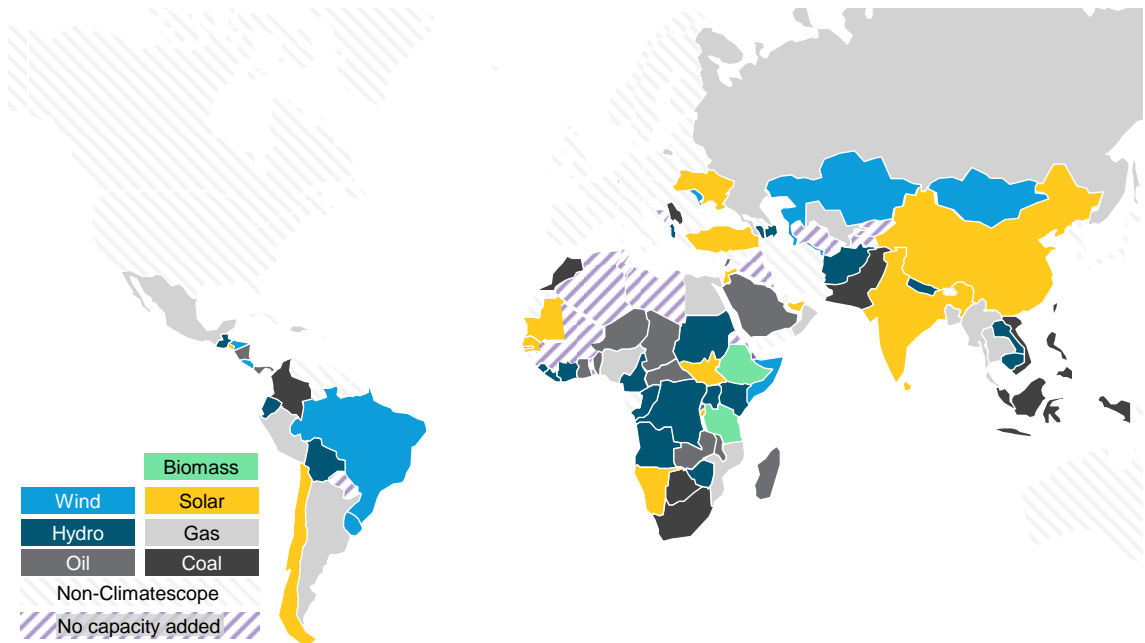 Biomass
Wind
Solar
Hydro
Gas
Oil
Coal
Non-Climatescope
No capacity added